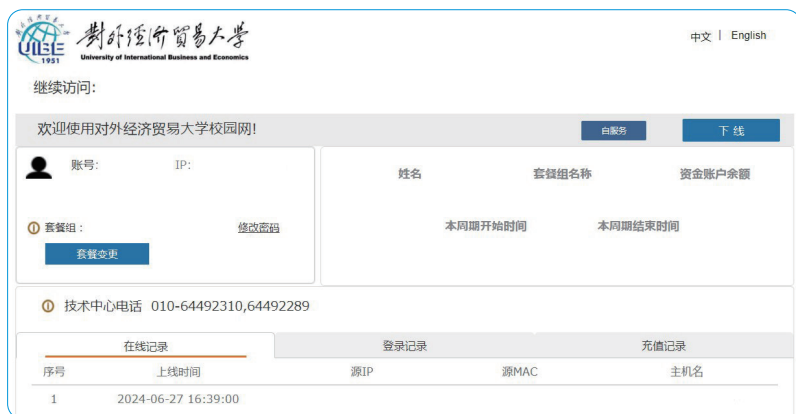 UIBE
1951
對外經濟貿易大学
University of International Business and Economics
中文 | English
继续访问:
欢迎使用对外经济贸易大学校园网!
自服务
下 线
账号: IP:
姓名 套餐组名称 资金账户余额
套餐组： 修改密码
本周期开始时间 本周期结束时间
套餐变更
技术中心电话 010-64492310,64492289
在线记录 登录记录 充值记录
序号 上线时间 源IP 源MAC 主机名
1 2024-06-27 16:39:00